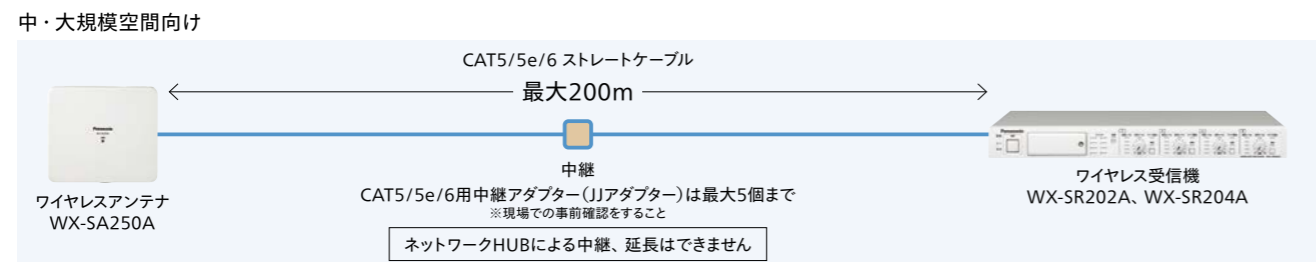 中・大規模空間向け
CAT5/5e/6 ストレートケーブル
最大200m
Panasonic
Panasonic
中継
CAT5/5e/6用中継アダプター（JJアダプター）は最大5個まで
※現場での事前確認をすること
ネットワークHUBによる中継、延長はできません
ワイヤレスアンテナ
WX-SA250A
ワイヤレス受信機
WX-SR202A、WX-SR204A